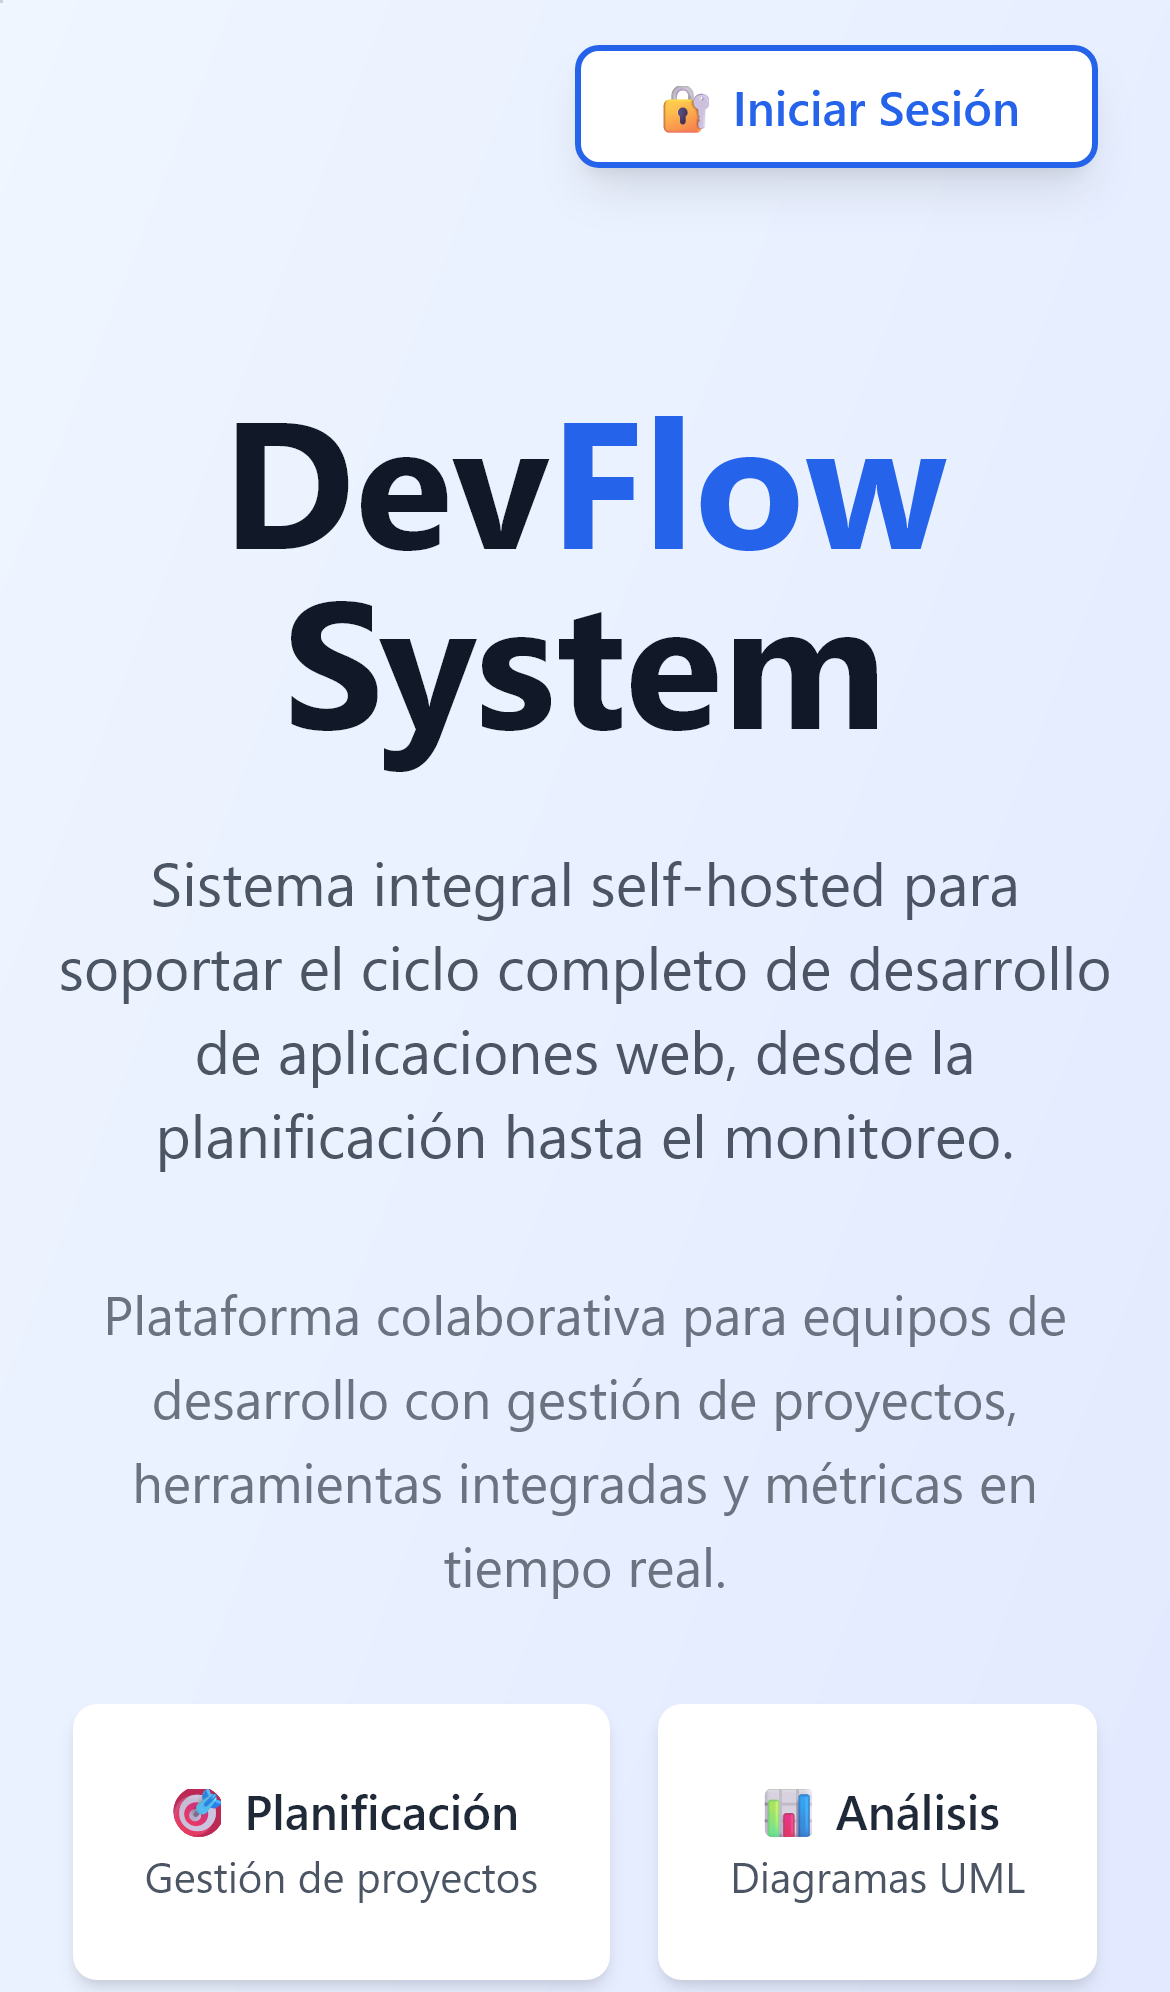 Iniciar Sesión
DevFlow
System
Sistema integral self-hosted para
soportar el ciclo completo de desarrollo
de aplicaciones web, desde la
planificación hasta el monitoreo.
Plataforma colaborativa para equipos de
desarrollo con gestión de proyectos,
herramientas integradas y métricas en
tiempo real.
Planificación
Gestión de proyectos
Análisis
Diagramas UML